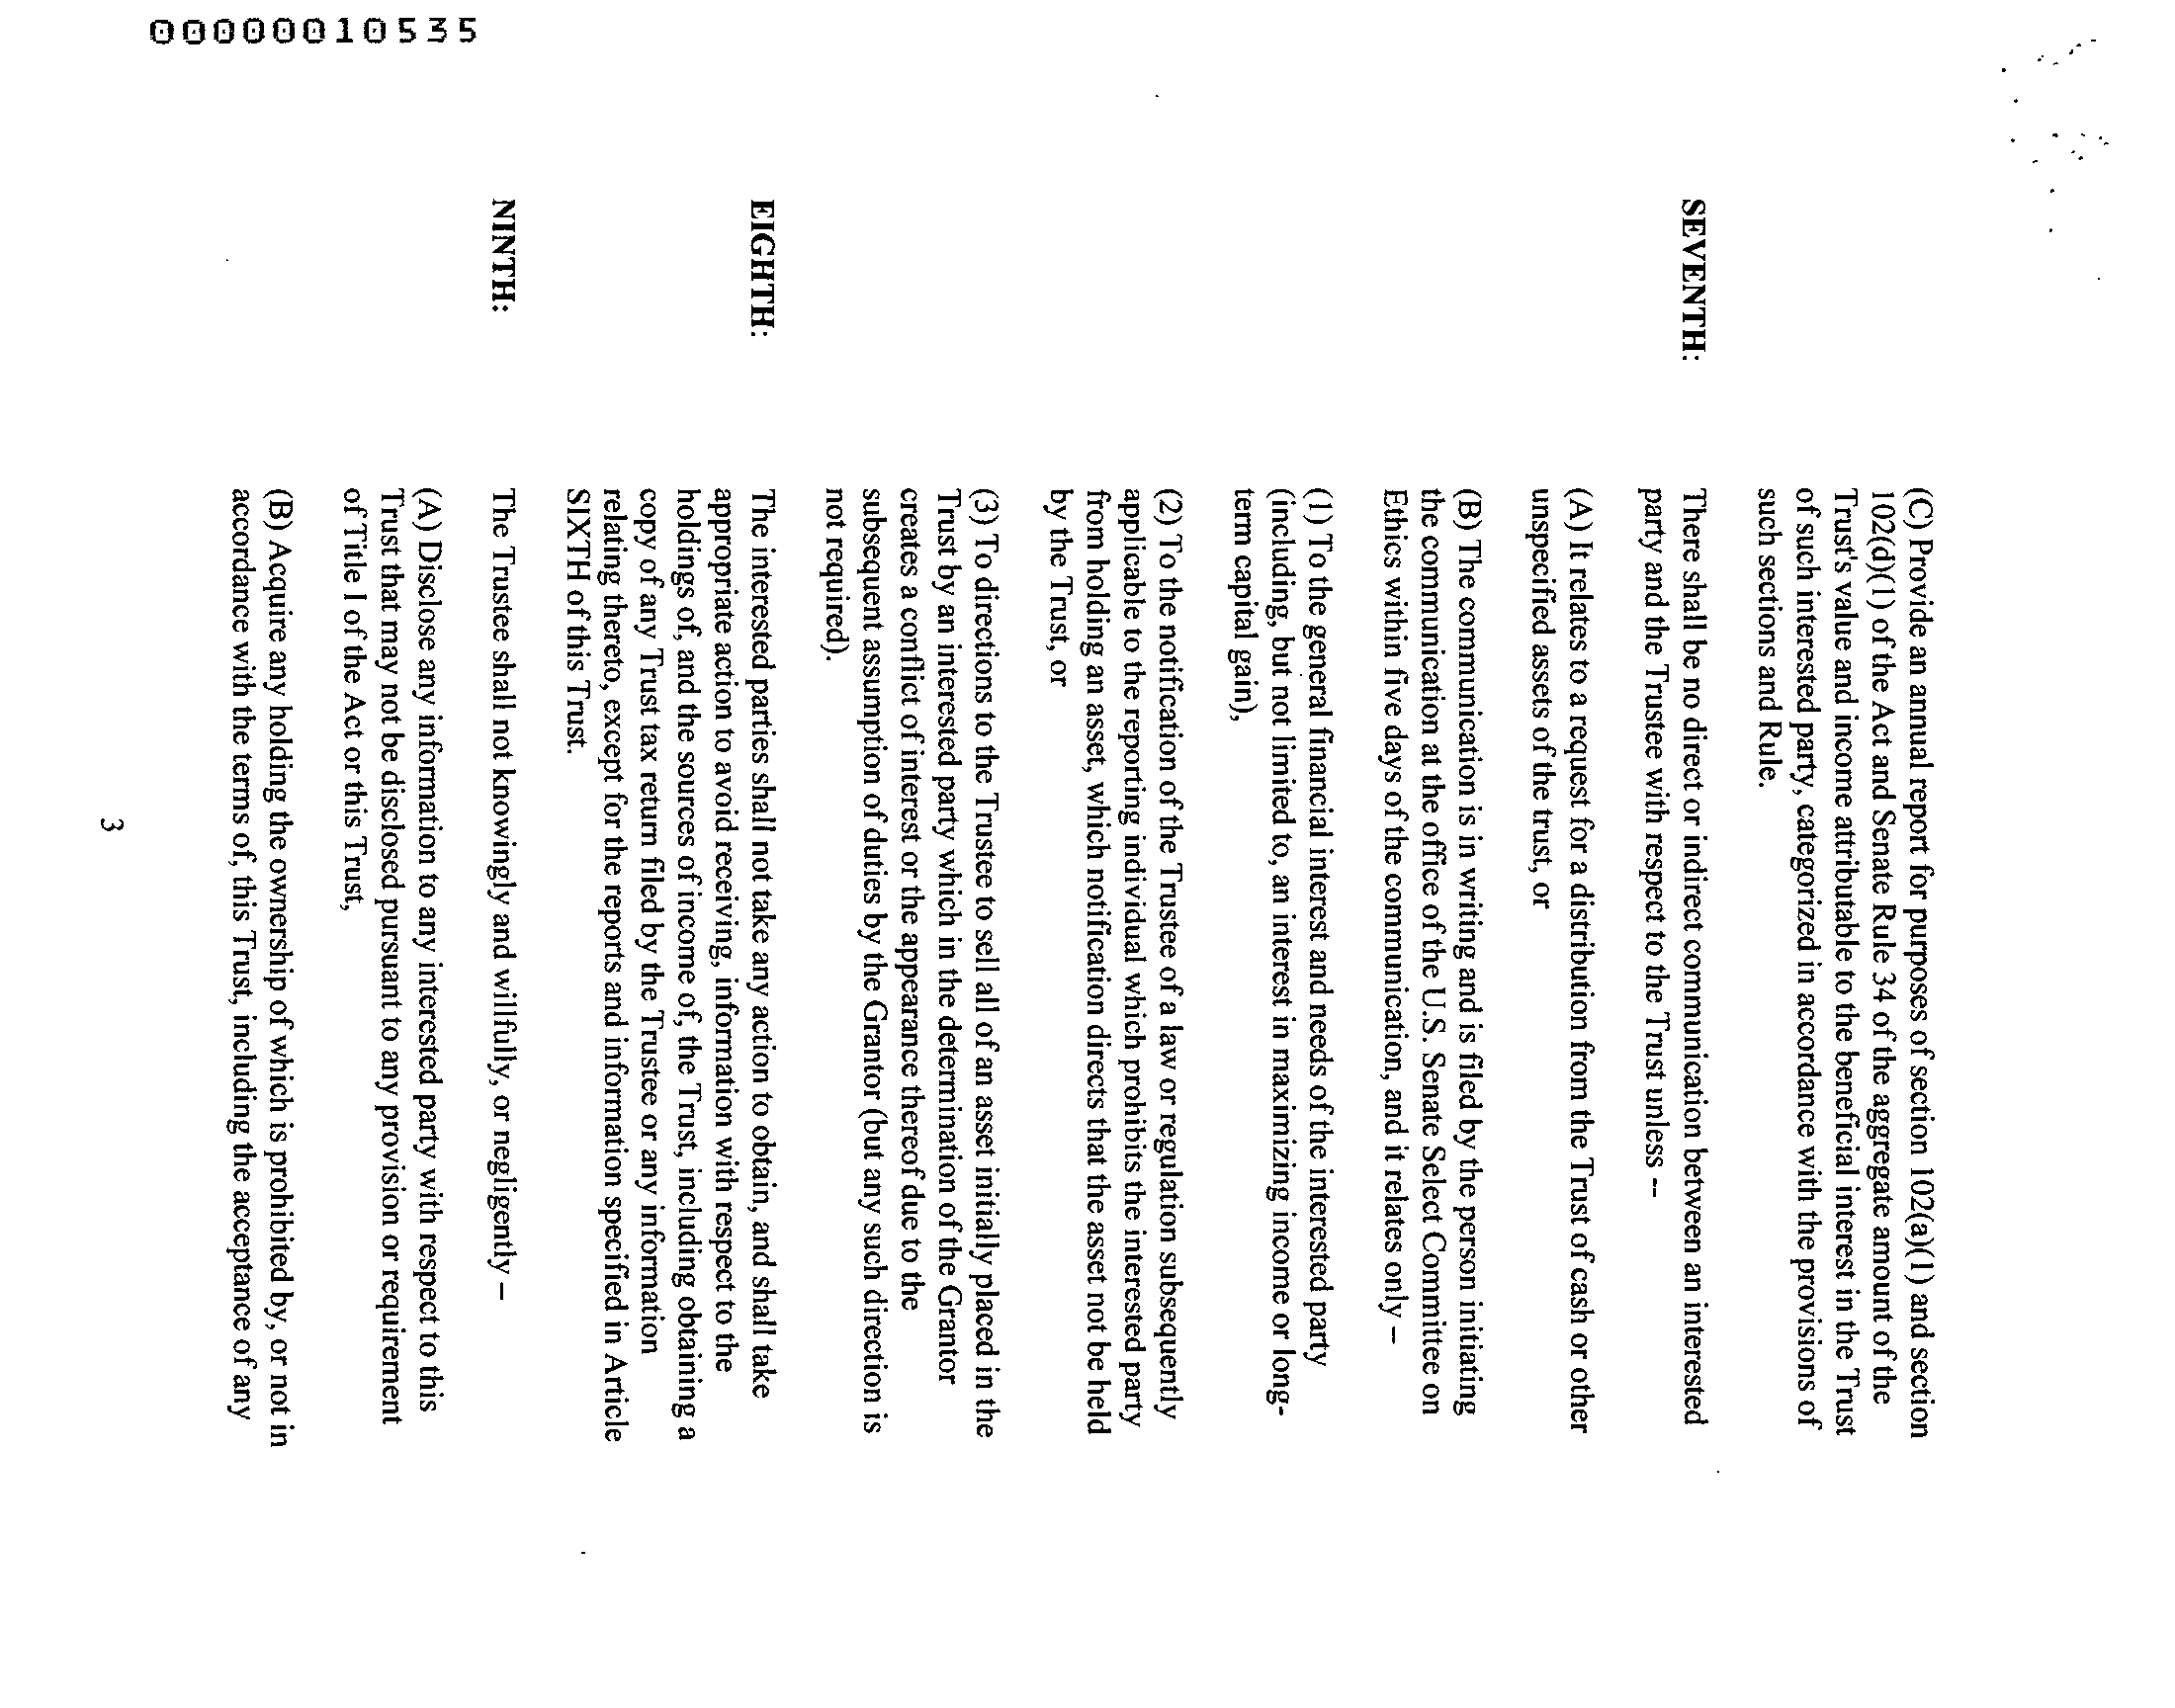 00000010535
(C) Provide an annual report for purposes of section 102(a)(1) and section
102(d)(1) of the Act and Senate Rule 34 of the aggregate amount of the
Trust's value and income attributable to the beneficial interest in the Trust
of such interested party, categorized in accordance with the provisions of
such sections and Rule.
SEVENTH: There shall be no direct or indirect communication between an interested
party and the Trustee with respect to the Trust unless --
(A) It relates to a request for a distribution from the Trust of cash or other
unspecified assets of the trust, or
(B) The communication is in writing and is filed by the person initiating
the communication at the office of the U.S. Senate Select Committee on
Ethics within five days of the communication, and it relates only –
(1) To the general financial interest and needs of the interested party
(including, but not limited to, an interest in maximizing income or long-
term capital gain),
(2) To the notification of the Trustee of a law or regulation subsequently
applicable to the reporting individual which prohibits the interested party
from holding an asset, which notification directs that the asset not be held
by the Trust, or
(3) To directions to the Trustee to sell all of an asset initially placed in the
Trust by an interested party which in the determination of the Grantor
creates a conflict of interest or the appearance thereof due to the
subsequent assumption of duties by the Grantor (but any such direction is
not required).
EIGHTH: The interested parties shall not take any action to obtain, and shall take
appropriate action to avoid receiving, information with respect to the
holdings of, and the sources of income of, the Trust, including obtaining a
copy of any Trust tax return filed by the Trustee or any information
relating thereto, except for the reports and information specified in Article
SIXTH of this Trust.
NINTH: The Trustee shall not knowingly and willfully, or negligently –
(A) Disclose any information to any interested party with respect to this
Trust that may not be disclosed pursuant to any provision or requirement
of Title I of the Act or this Trust,
(B) Acquire any holding the ownership of which is prohibited by, or not in
accordance with the terms of, this Trust, including the acceptance of any
3